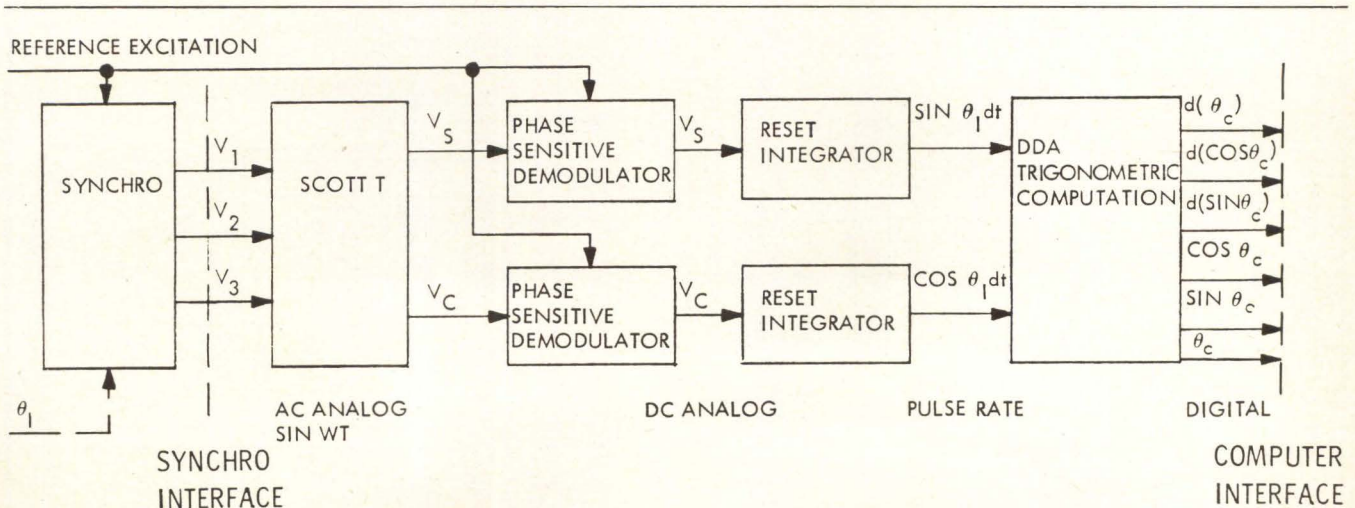 REFERENCE EXCITATION
SYNCHRO
V1
V2
V3
SCOTT T
VS
VC
PHASE
SENSITIVE
DEMODULATOR
PHASE
SENSITIVE
DEMODULATOR
VS
VC
RESET
INTEGRATOR
RESET
INTEGRATOR
SIN θ1dt
COS θ1dt
DDA
TRIGONOMETRIC
COMPUTATION
d(θc)
d(COSθc)
d(SINθc)
COS θc
SIN θc
θc
θ1
AC ANALOG
SIN WT
DC ANALOG
PULSE RATE
DIGITAL
SYNCHRO
INTERFACE
COMPUTER
INTERFACE